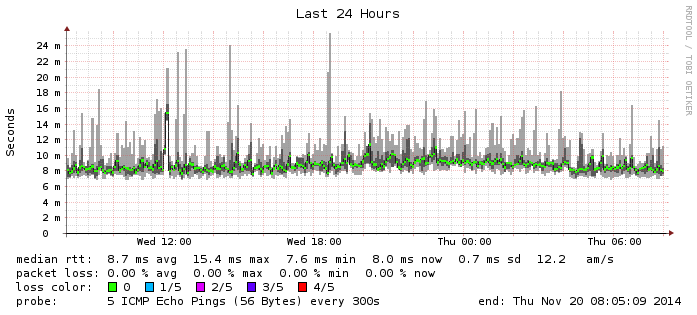 Last 24 Hours
RRDTOOL / TOBI OETIKER
Seconds
24 m
22 m
20 m
18 m
16 m
14 m
12 m
10 m
8 m
6 m
4 m
2 m
0
Wed 12:00 Wed 18:00 Thu 00:00 Thu 06:00
median rtt: 8.7 ms avg 15.4 ms max 7.6 ms min 8.0 ms now 0.7 ms sd 12.2 am/s
packet loss: 0.00 % avg 0.00 % max 0.00 % min 0.00 % now
loss color: 0 1/5 2/5 3/5 4/5
probe: 5 ICMP Echo Pings (56 Bytes) every 300s end: Thu Nov 20 08:05:09 2014